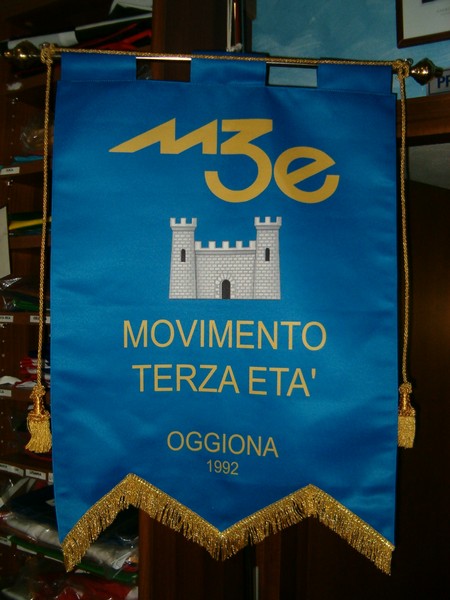 M3e
MOVIMENTO
TERZA ETA'
OGGIONA
1992